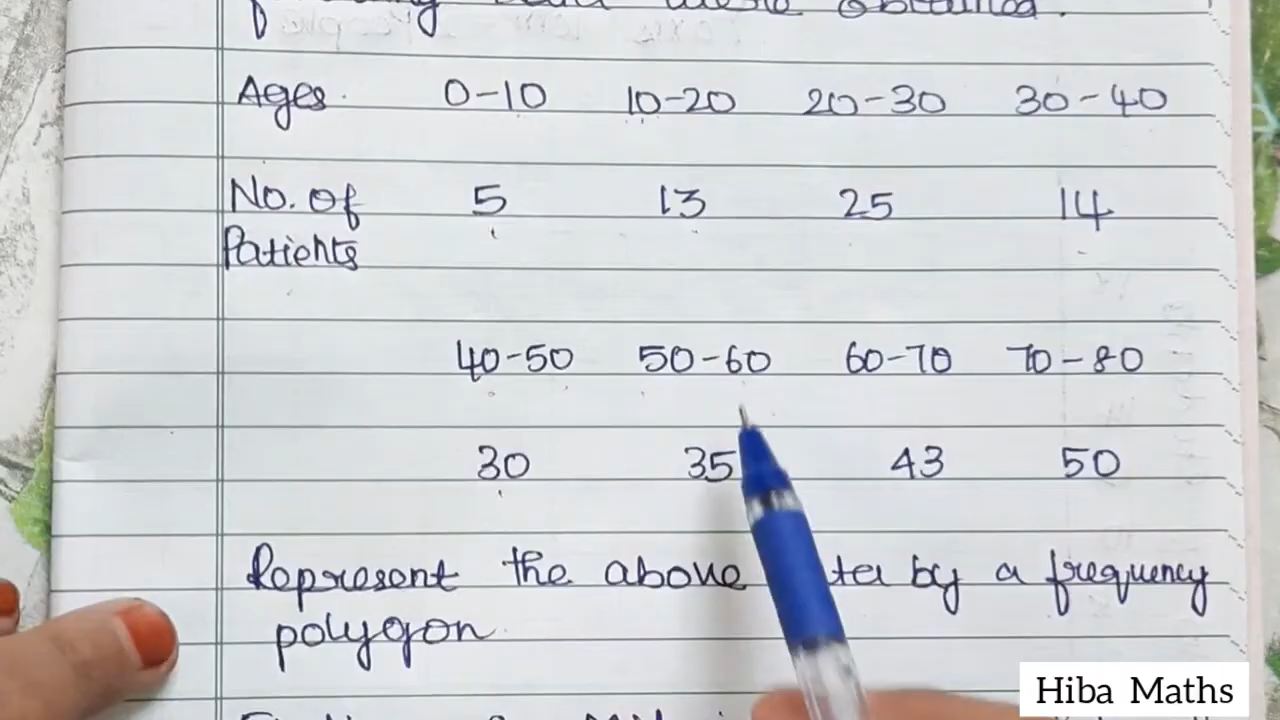 obtained.
Ages. 0-10 10-20 20-30 30-40
No. of 5 13 25 14
Patients
40-50 50-60 60-70 70-80
30 35 43 50
Represent the above by a frequency
polygon.
Hiba Maths